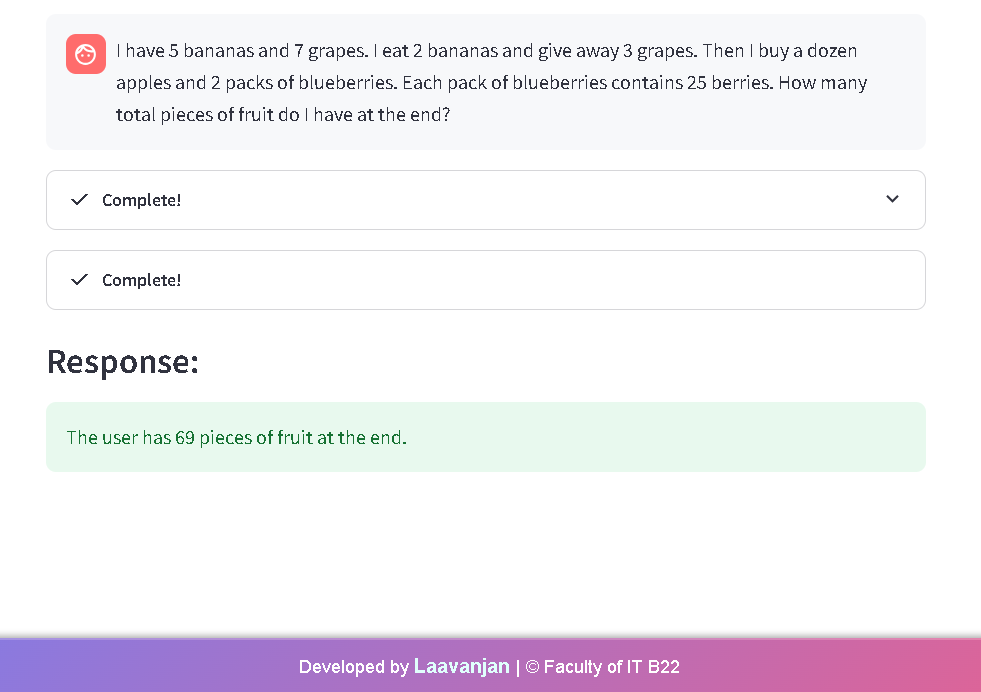 I have 5 bananas and 7 grapes. I eat 2 bananas and give away 3 grapes. Then I buy a dozen
apples and 2 packs of blueberries. Each pack of blueberries contains 25 berries. How many
total pieces of fruit do I have at the end?
Complete!
Complete!
Response:
The user has 69 pieces of fruit at the end.
Developed by Laavanjan | © Faculty of IT B22